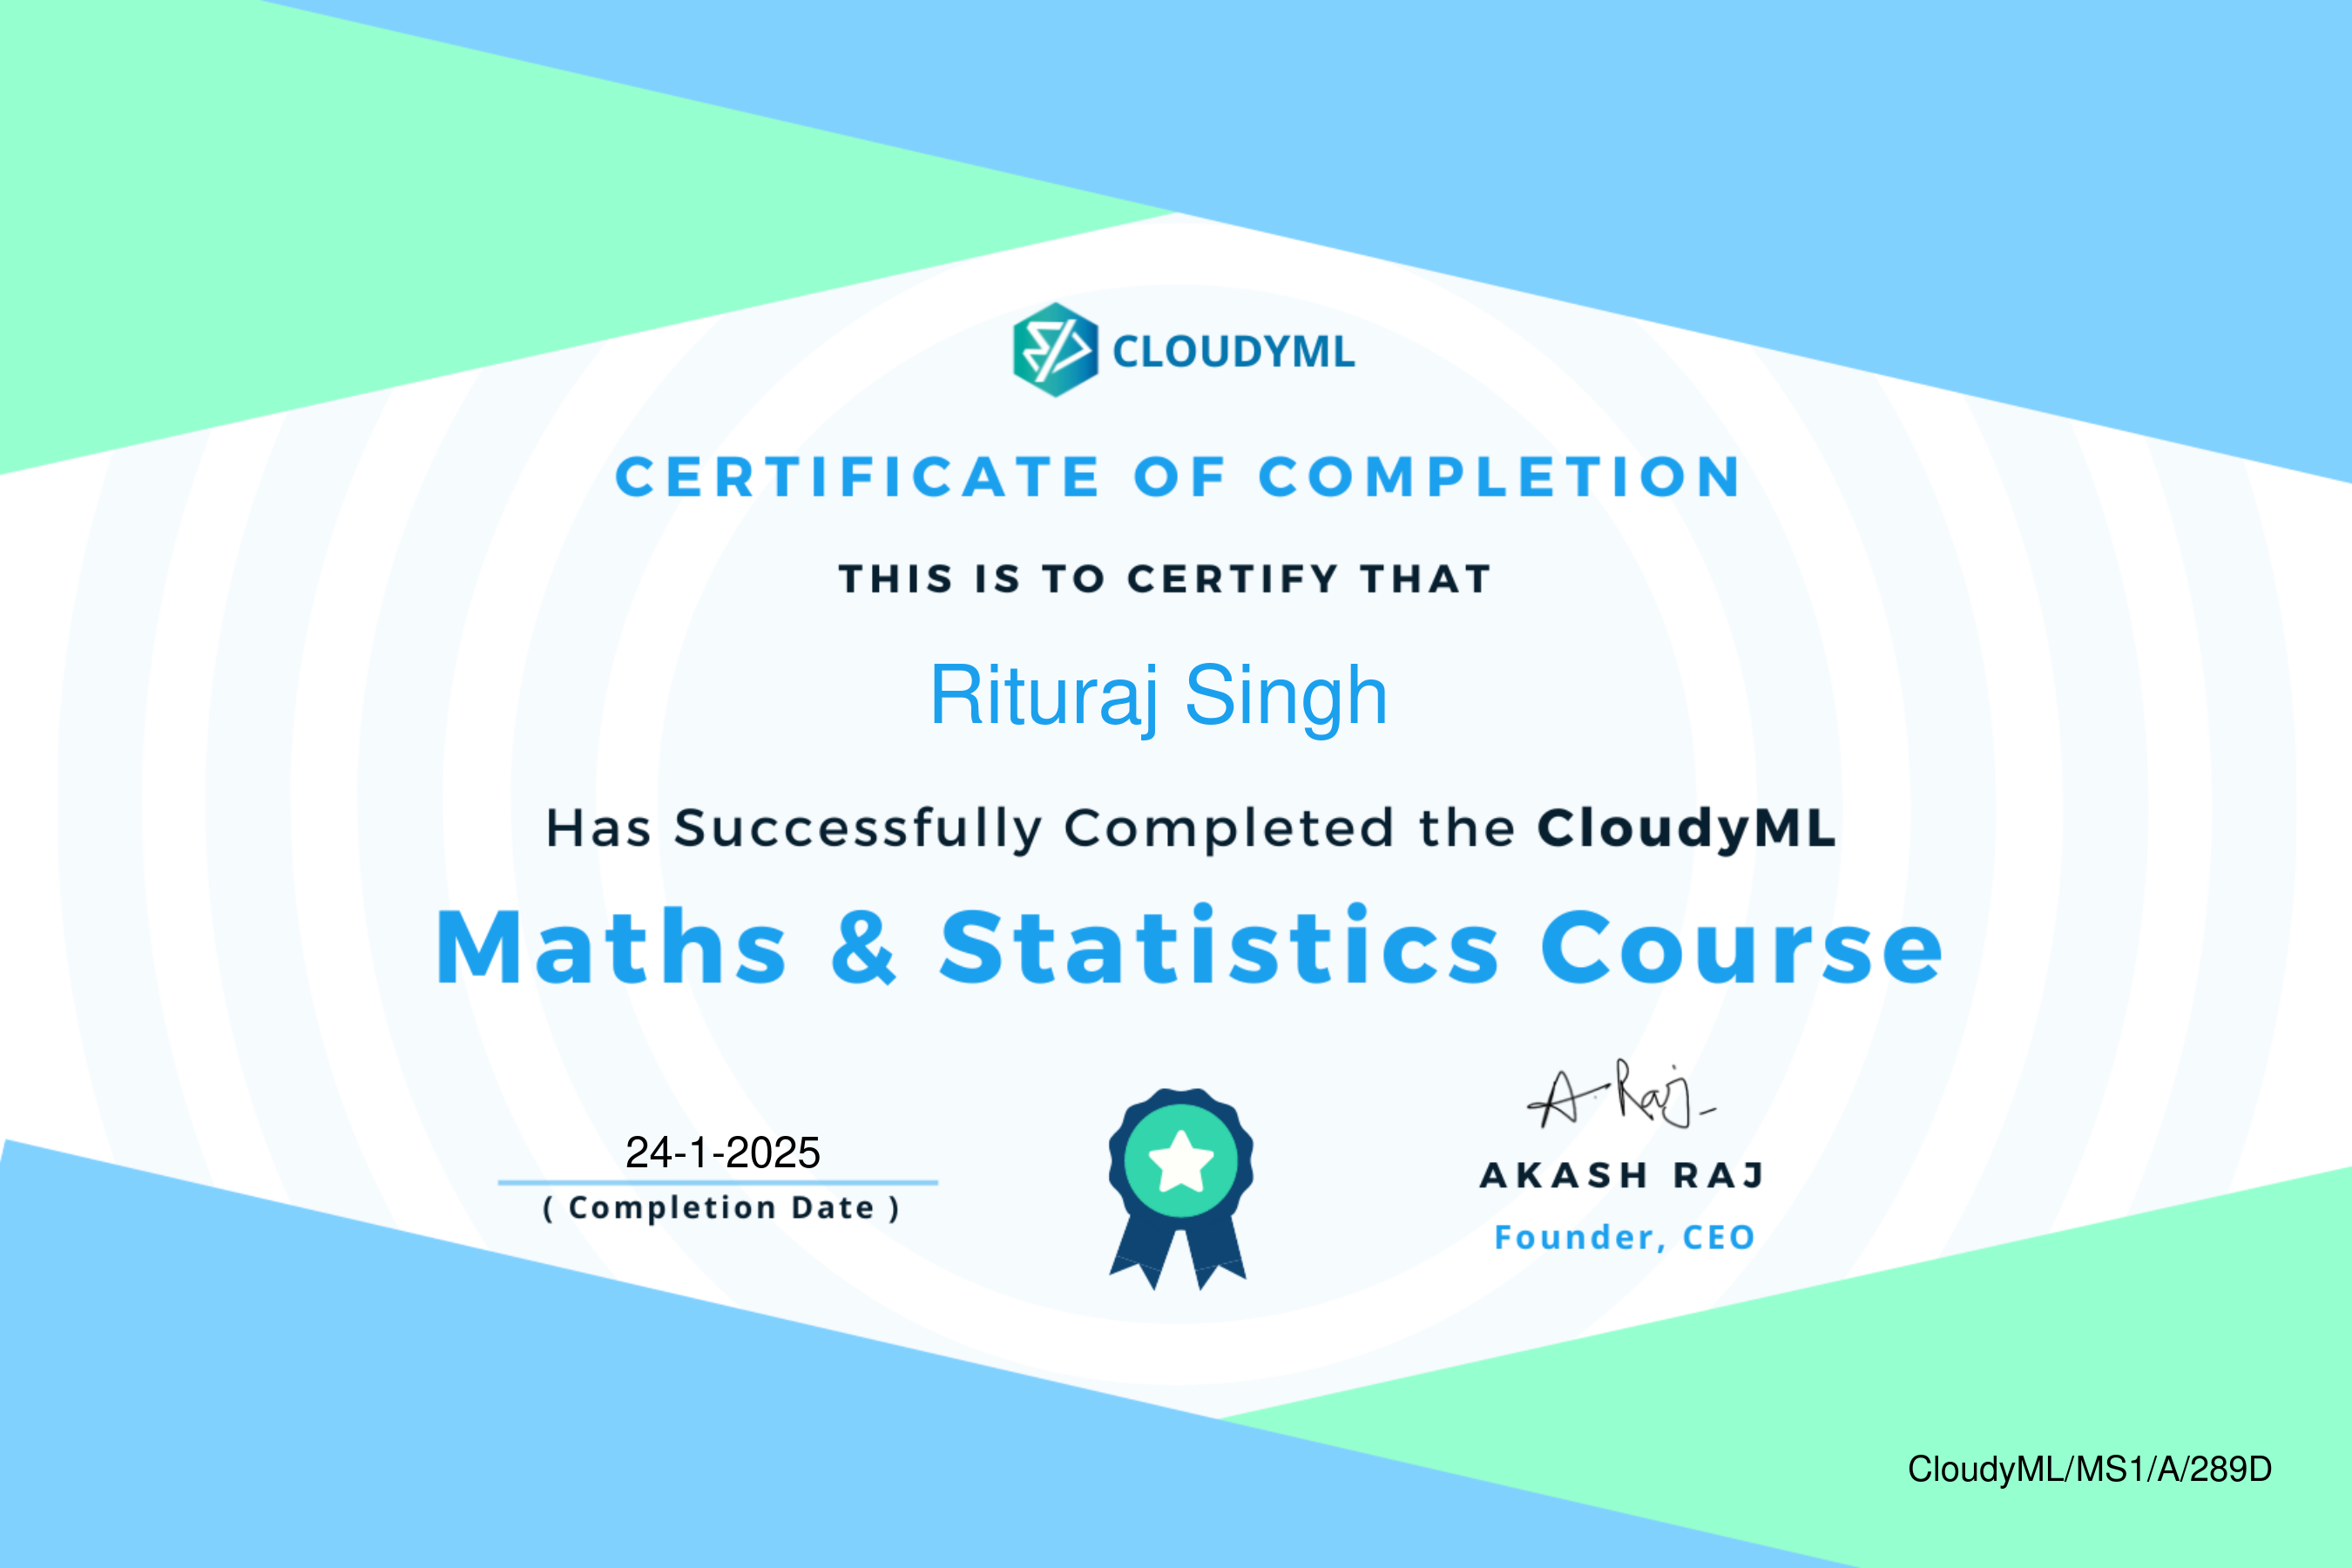 CLOUDYML
CERTIFICATE OF COMPLETION
THIS IS TO CERTIFY THAT
Rituraj Singh
Has Successfully Completed the CloudyML
Maths & Statistics Course
24-1-2025
( Completion Date )
A. Raj
AKASH RAJ
Founder, CEO
CloudyML/MS1/A/289D